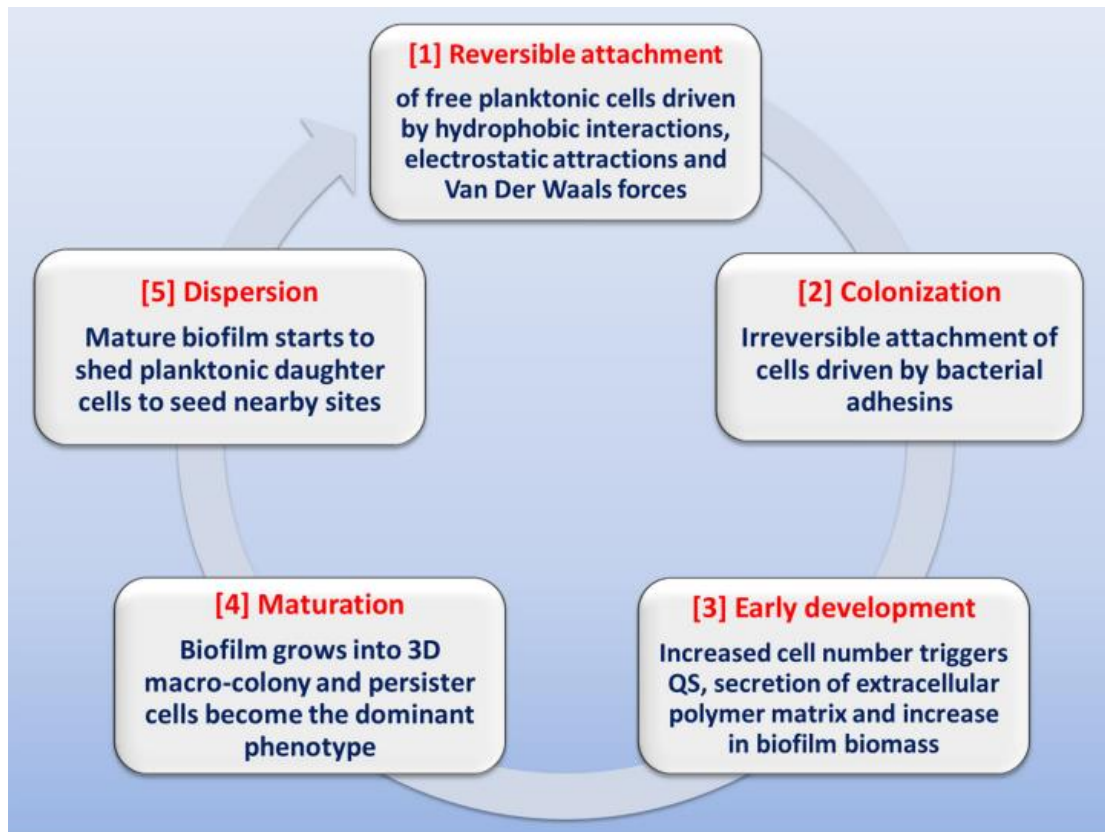 [1] Reversible attachment
of free planktonic cells driven
by hydrophobic interactions,
electrostatic attractions and
Van Der Waals forces
[2] Colonization
Irreversible attachment of
cells driven by bacterial
adhesins
[3] Early development
Increased cell number triggers
QS, secretion of extracellular
polymer matrix and increase
in biofilm biomass
[4] Maturation
Biofilm grows into 3D
macro-colony and persister
cells become the dominant
phenotype
[5] Dispersion
Mature biofilm starts to
shed planktonic daughter
cells to seed nearby sites